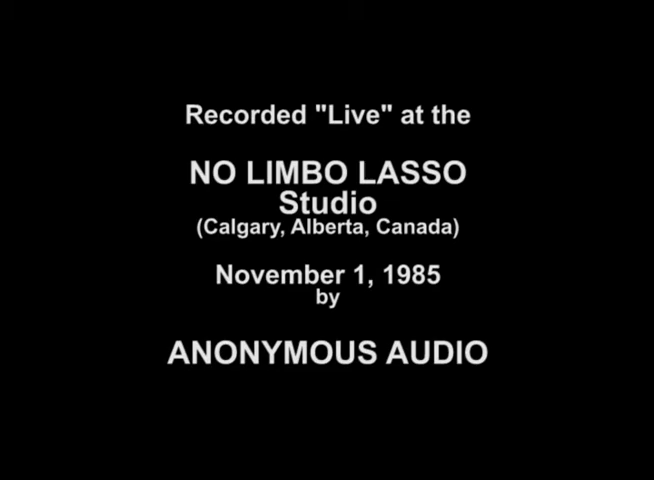 Recorded "Live" at the
NO LIMBO LASSO
Studio
(Calgary, Alberta, Canada)
November 1, 1985
by
ANONYMOUS AUDIO